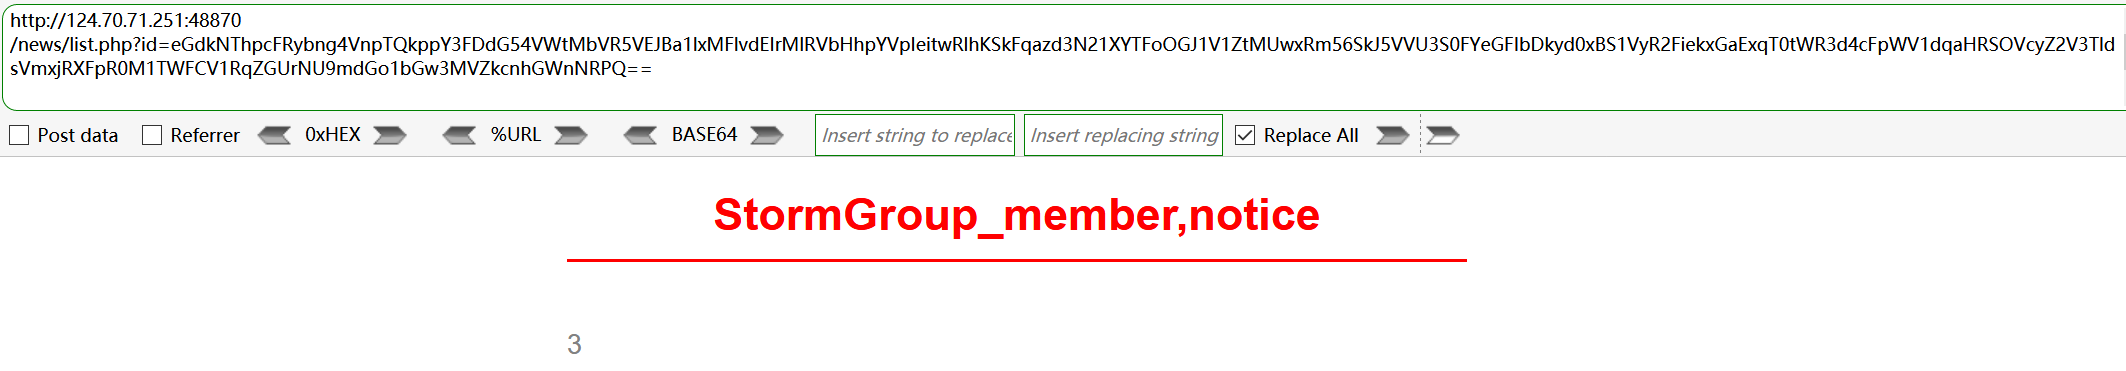 http://124.70.71.251:48870
/news/list.php?id=eGdkNThpcFRybng4VnpTQkppY3FDdG54VWtMbVR5VEJBa1IxMFIvdEIrMlRVbHhpYVpleitwRlhKSkFqazd3N21XYTFoOGJ1V1ZtMUwxRm56SkJ5VVU3S0FYeGFIbDkyd0xBS1VyR2FiekxGaExqT0tWR3d4cFpWV1dqaHRSOVcyZ2V3Tld
sVmxjRXFpR0M1TWFCV1RqZGUrNU9mdGo1bGw3MVZkcnhGWnNRPQ==
Post data Referrer 0xHEX %URL BASE64 Insert string to replace Insert replacing string Replace All
StormGroup_member,notice
3